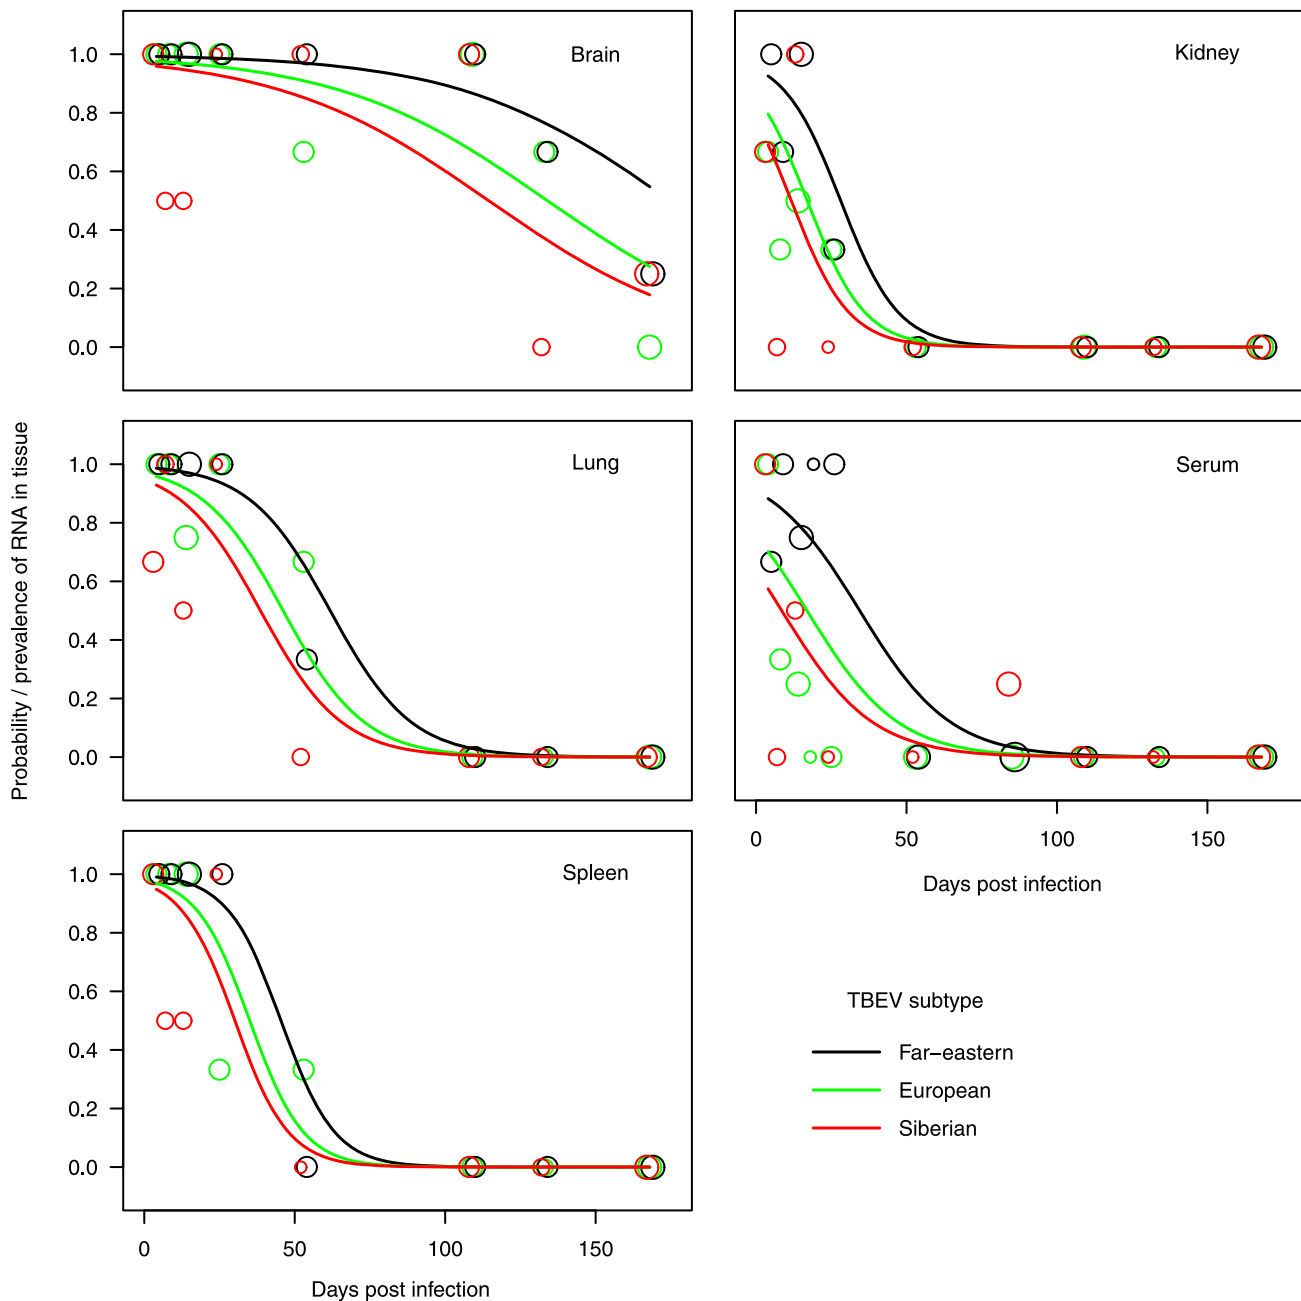 Probability / prevalence of RNA in tissue
Brain
1.0
0.8
0.6
0.4
0.2
0.0
Kidney
Lung
1.0
0.8
0.6
0.4
0.2
0.0
Serum
0 50 100 150
Days post infection
Spleen
1.0
0.8
0.6
0.4
0.2
0.0
0 50 100 150
Days post infection
TBEV subtype
Far−eastern
European
Siberian